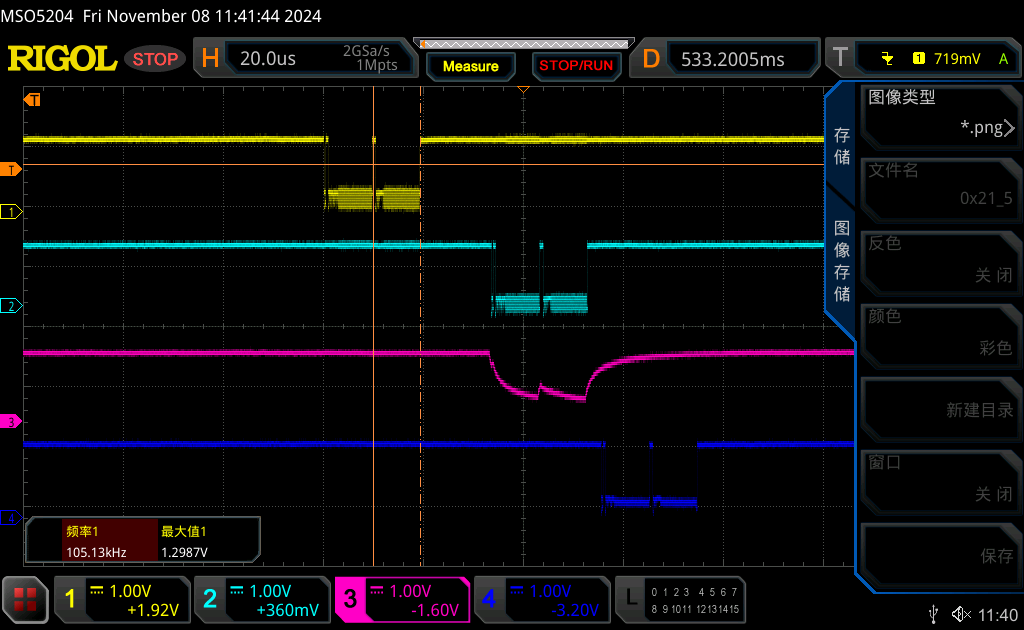 MSO5204 Fri November 08 11:41:44 2024
RIGOL STOP H 20.0us 2GSa/s 1Mpts Measure STOP/RUN D 533.2005ms T 1 719mV A
T
图像类型
*.png
存储
文件名
0x21_5
T
1
图像存储
反色
关闭
2
颜色
彩色
3
新建目录
窗口
关闭
4
频率1 最大值1
105.13kHz 1.2987V
保存
1 1.00V +1.92V
2 1.00V +360mV
3 1.00V -1.60V
4 1.00V -3.20V
L 0 1 2 3 4 5 6 7
8 9 10 11 12 13 14 15
11:40